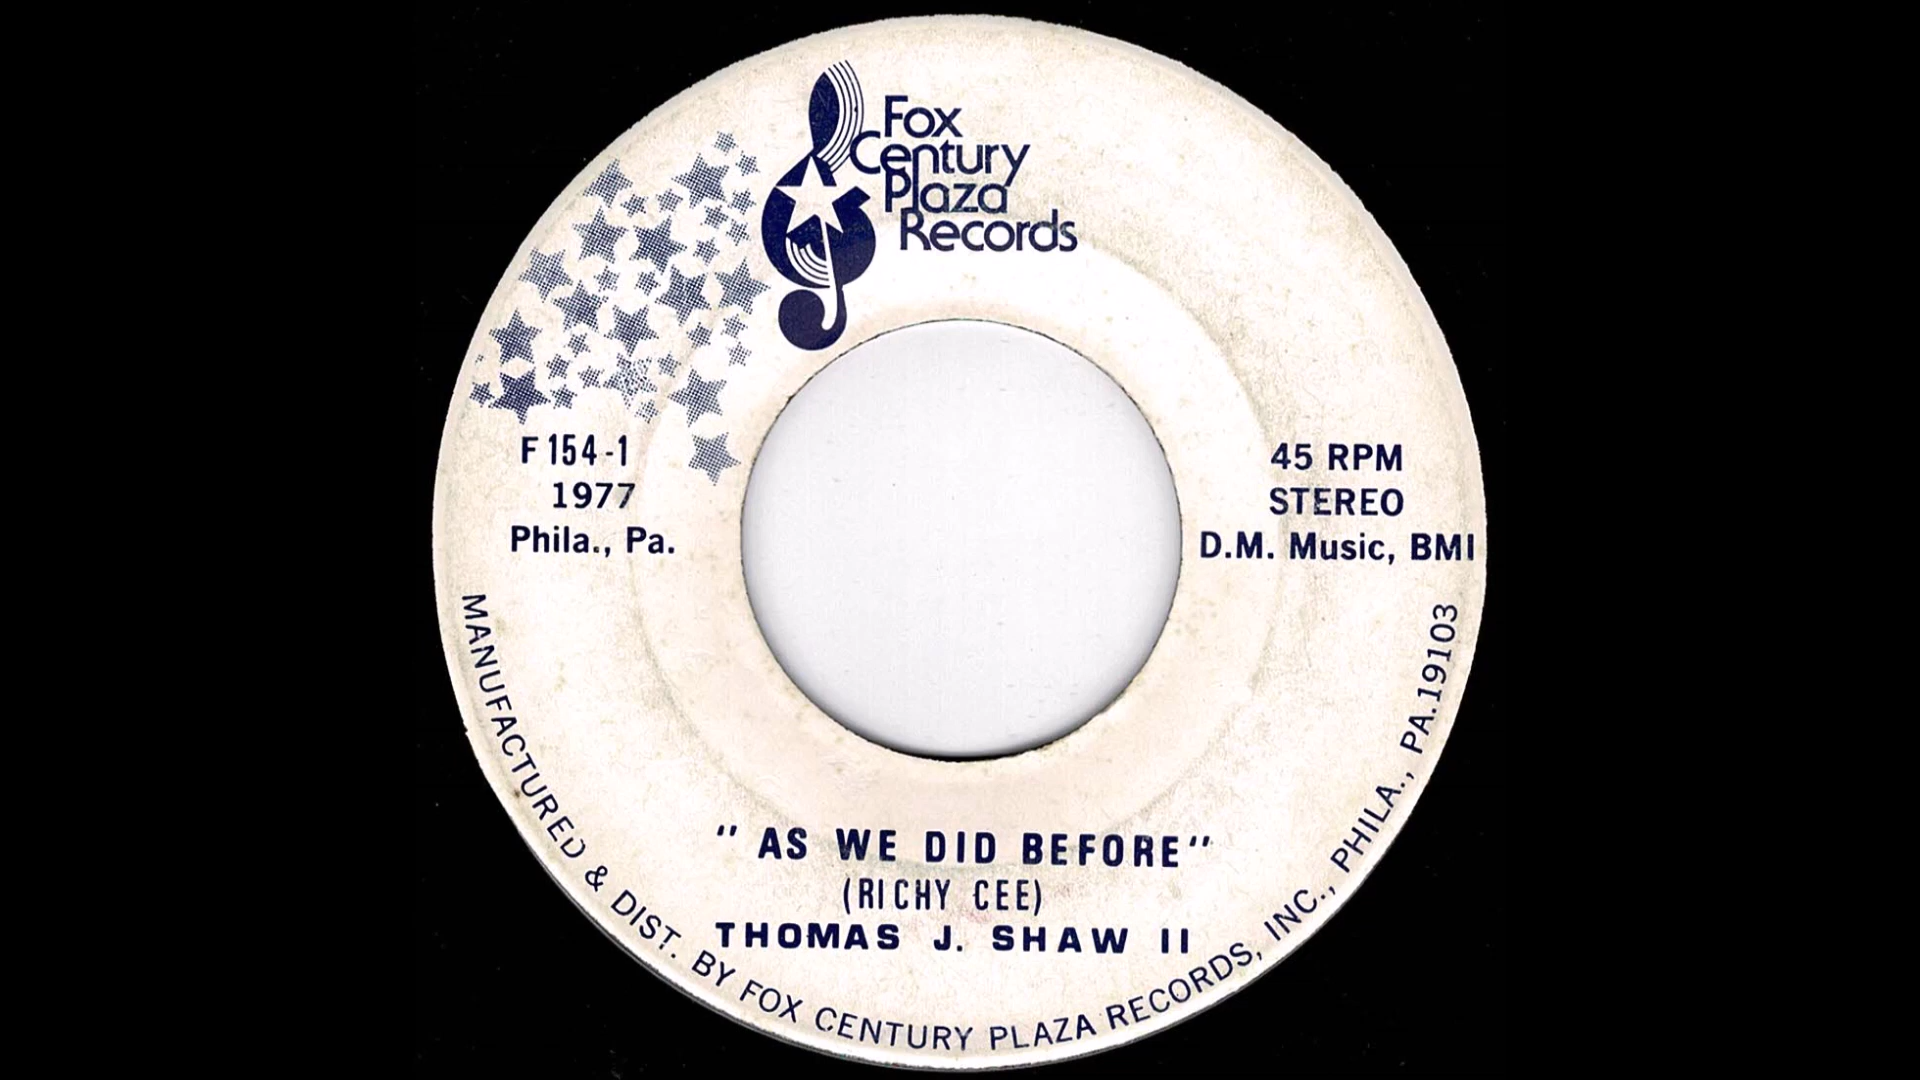 Fox
Century
Plaza
Records
F 154-1
1977
Phila., Pa.
45 RPM
STEREO
D.M. Music, BMI
" AS WE DID BEFORE"
(RICHY CEE)
THOMAS J. SHAW II
MANUFACTURED & DIST. BY FOX CENTURY PLAZA RECORDS, INC., PHILA., PA. 19103